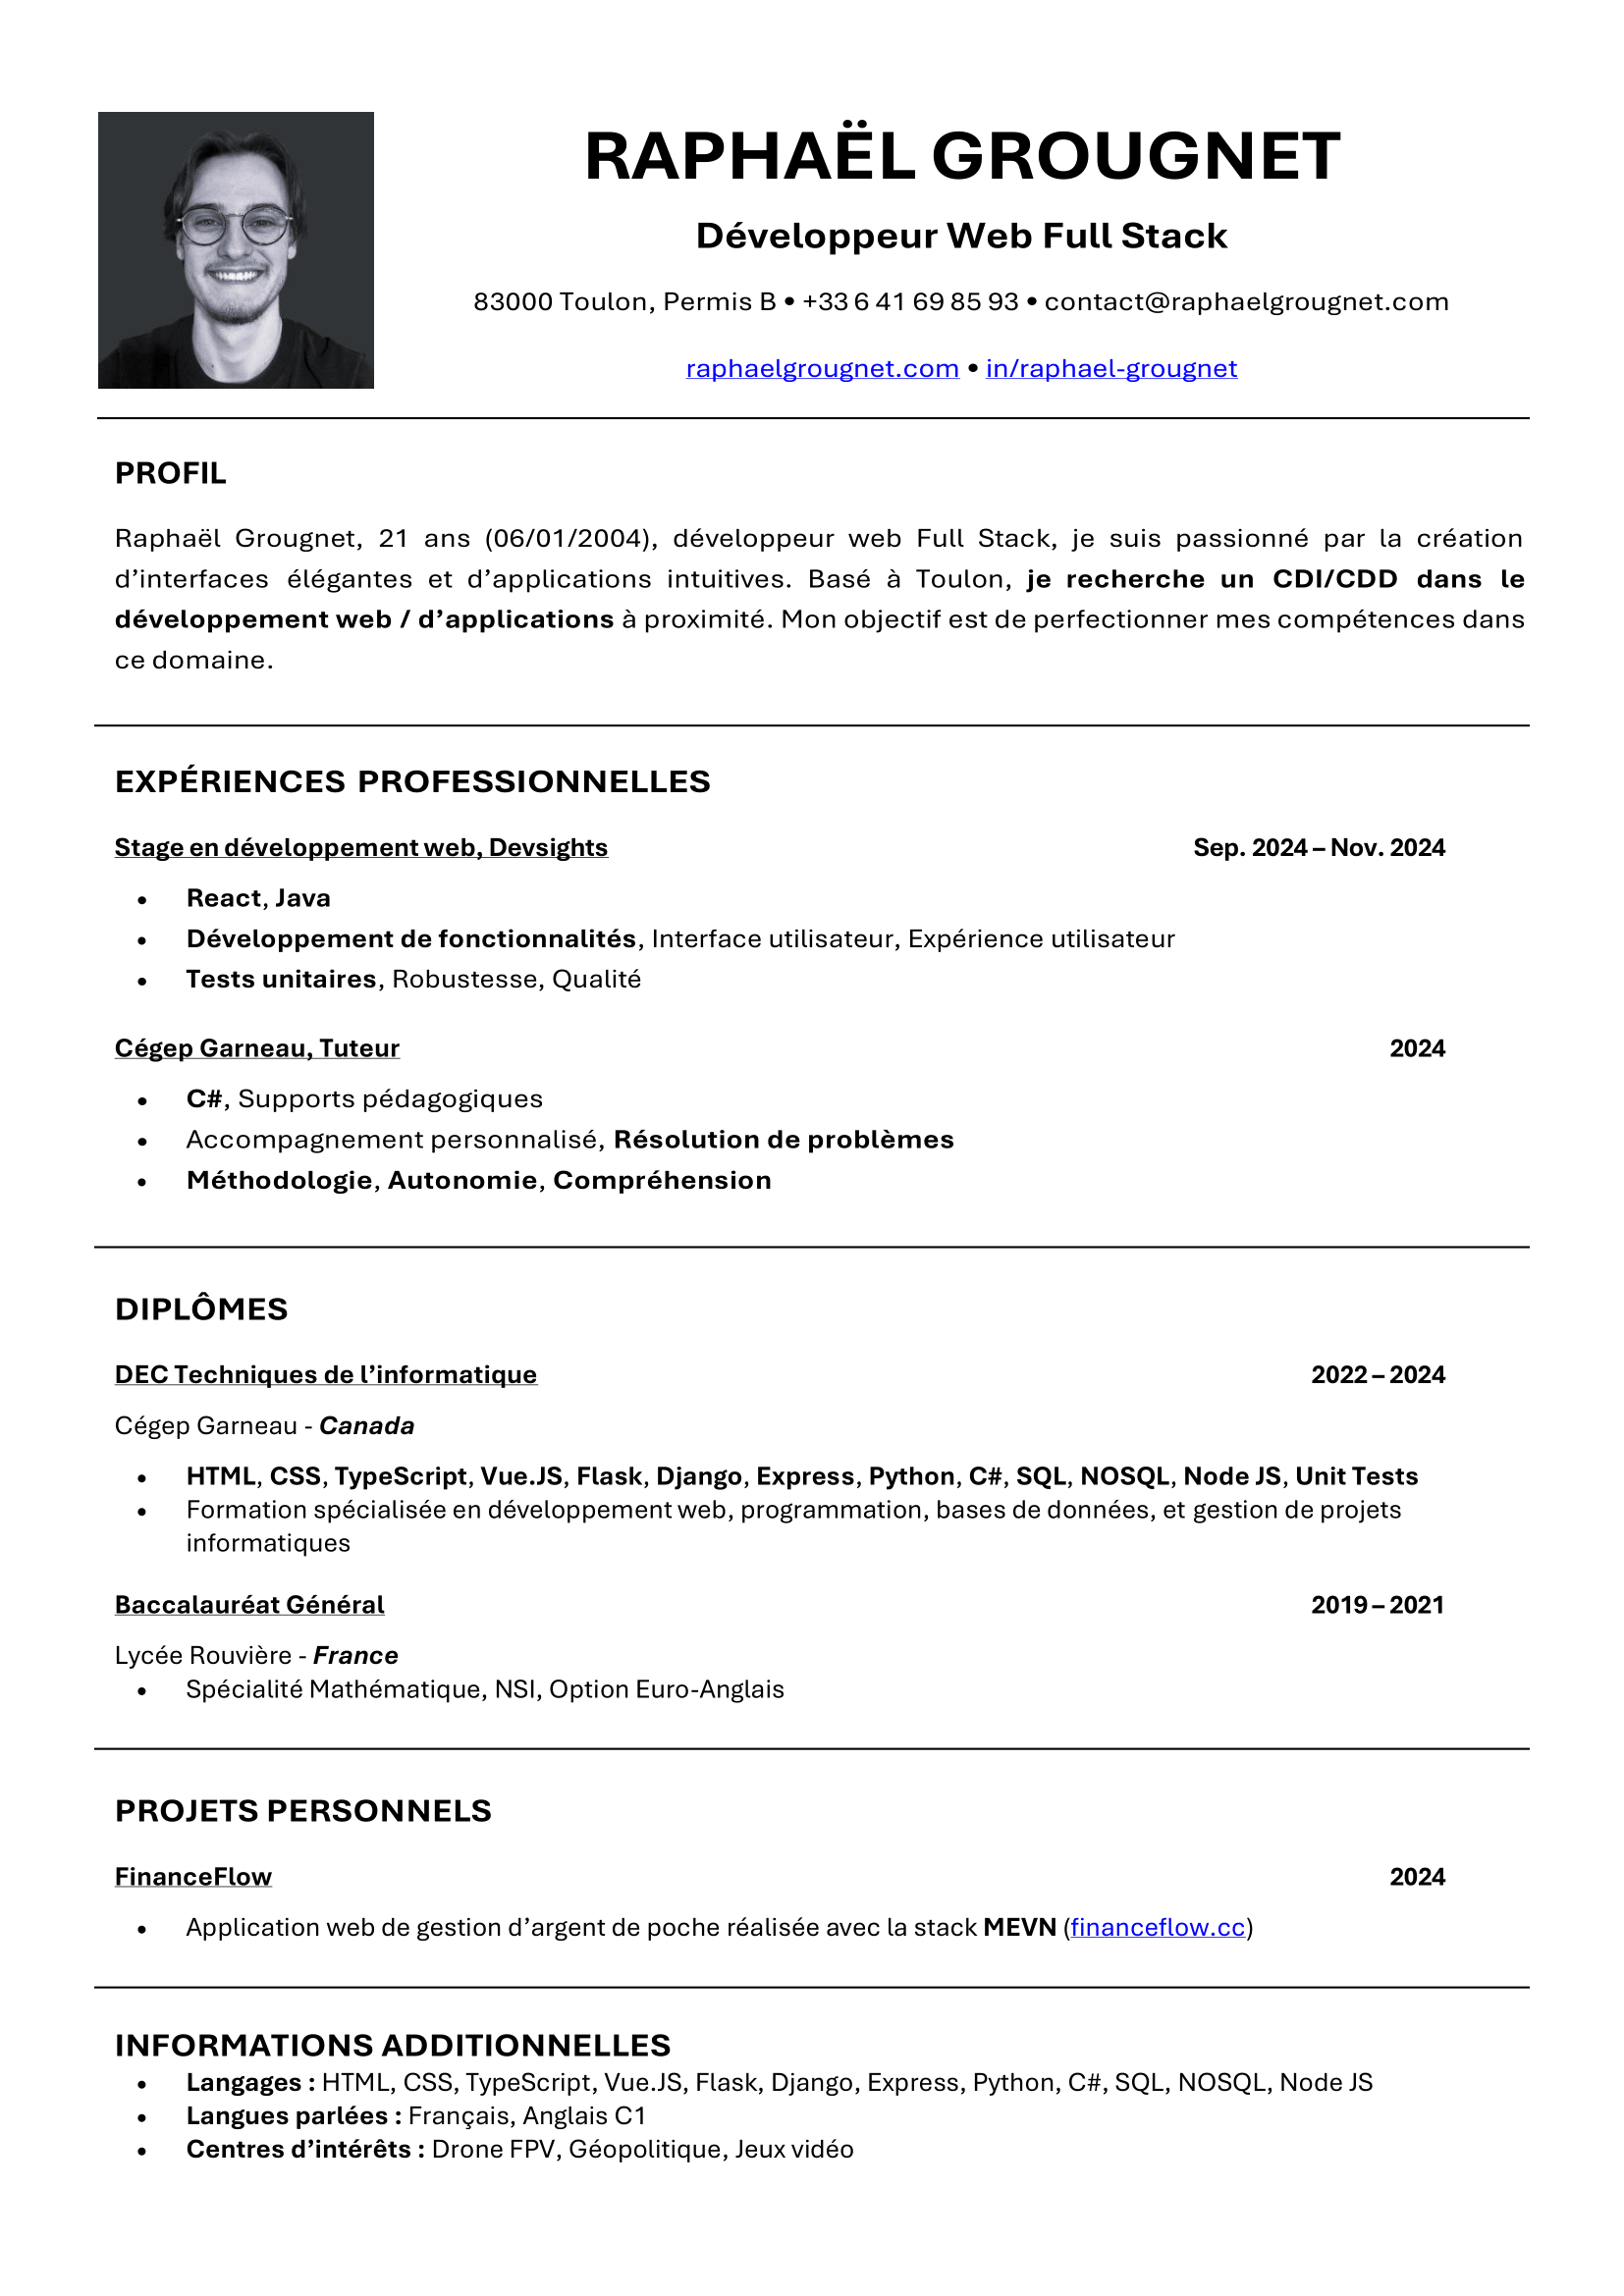 RAPHAËL GROUGNET
Développeur Web Full Stack
83000 Toulon, Permis B • +33 6 41 69 85 93 • contact@raphaelgrougnet.com
raphaelgrougnet.com • in/raphael-grougnet
PROFIL
Raphaël Grougnet, 21 ans (06/01/2004), développeur web Full Stack, je suis passionné par la création
d’interfaces élégantes et d’applications intuitives. Basé à Toulon, je recherche un CDI/CDD dans le
développement web / d’applications à proximité. Mon objectif est de perfectionner mes compétences dans
ce domaine.
EXPÉRIENCES PROFESSIONNELLES
Stage en développement web, Devsights Sep. 2024 – Nov. 2024
• React, Java
• Développement de fonctionnalités, Interface utilisateur, Expérience utilisateur
• Tests unitaires, Robustesse, Qualité
Cégep Garneau, Tuteur 2024
• C#, Supports pédagogiques
• Accompagnement personnalisé, Résolution de problèmes
• Méthodologie, Autonomie, Compréhension
DIPLÔMES
DEC Techniques de l’informatique 2022 – 2024
Cégep Garneau - Canada
• HTML, CSS, TypeScript, Vue.JS, Flask, Django, Express, Python, C#, SQL, NOSQL, Node JS, Unit Tests
• Formation spécialisée en développement web, programmation, bases de données, et gestion de projets
informatiques
Baccalauréat Général 2019 – 2021
Lycée Rouvière - France
• Spécialité Mathématique, NSI, Option Euro-Anglais
PROJETS PERSONNELS
FinanceFlow 2024
• Application web de gestion d’argent de poche réalisée avec la stack MEVN (financeflow.cc)
INFORMATIONS ADDITIONNELLES
• Langages : HTML, CSS, TypeScript, Vue.JS, Flask, Django, Express, Python, C#, SQL, NOSQL, Node JS
• Langues parlées : Français, Anglais C1
• Centres d’intérêts : Drone FPV, Géopolitique, Jeux vidéo